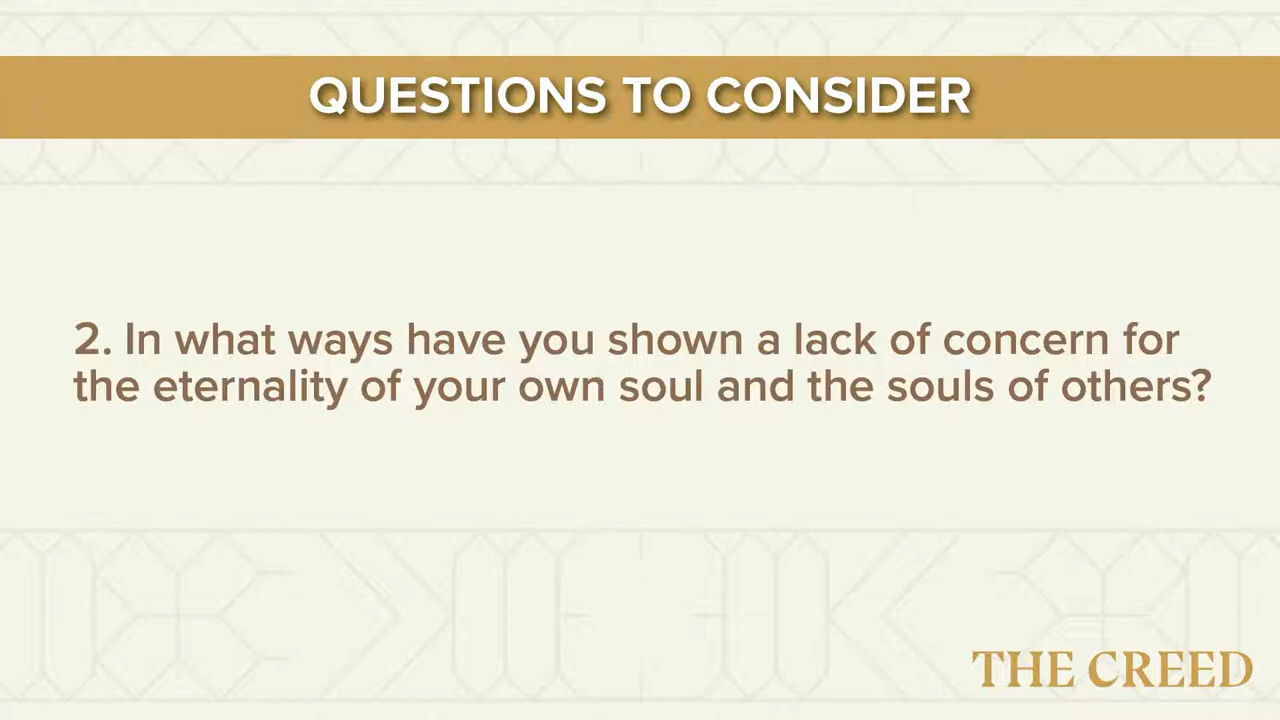 QUESTIONS TO CONSIDER
2. In what ways have you shown a lack of concern for
the eternality of your own soul and the souls of others?
THE CREED